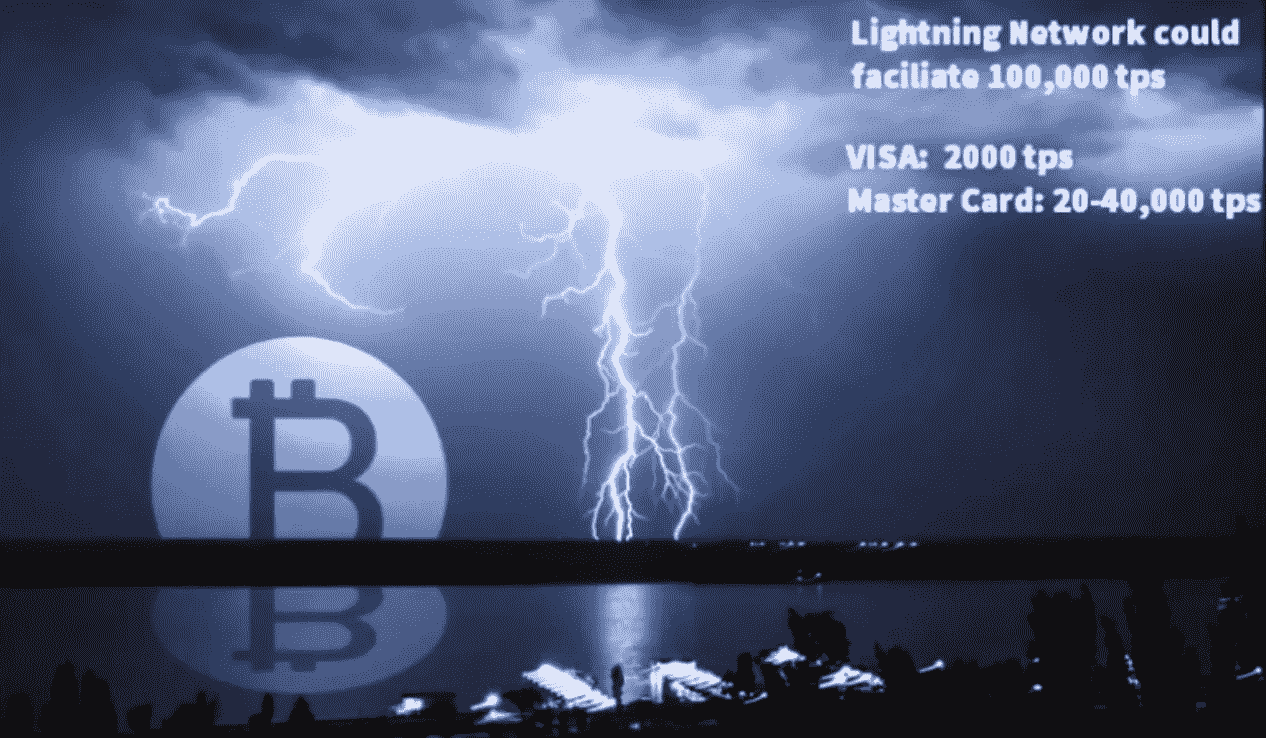 Lightning Network could
faciliate 100,000 tps
VISA: 2000 tps
Master Card: 20-40,000 tps